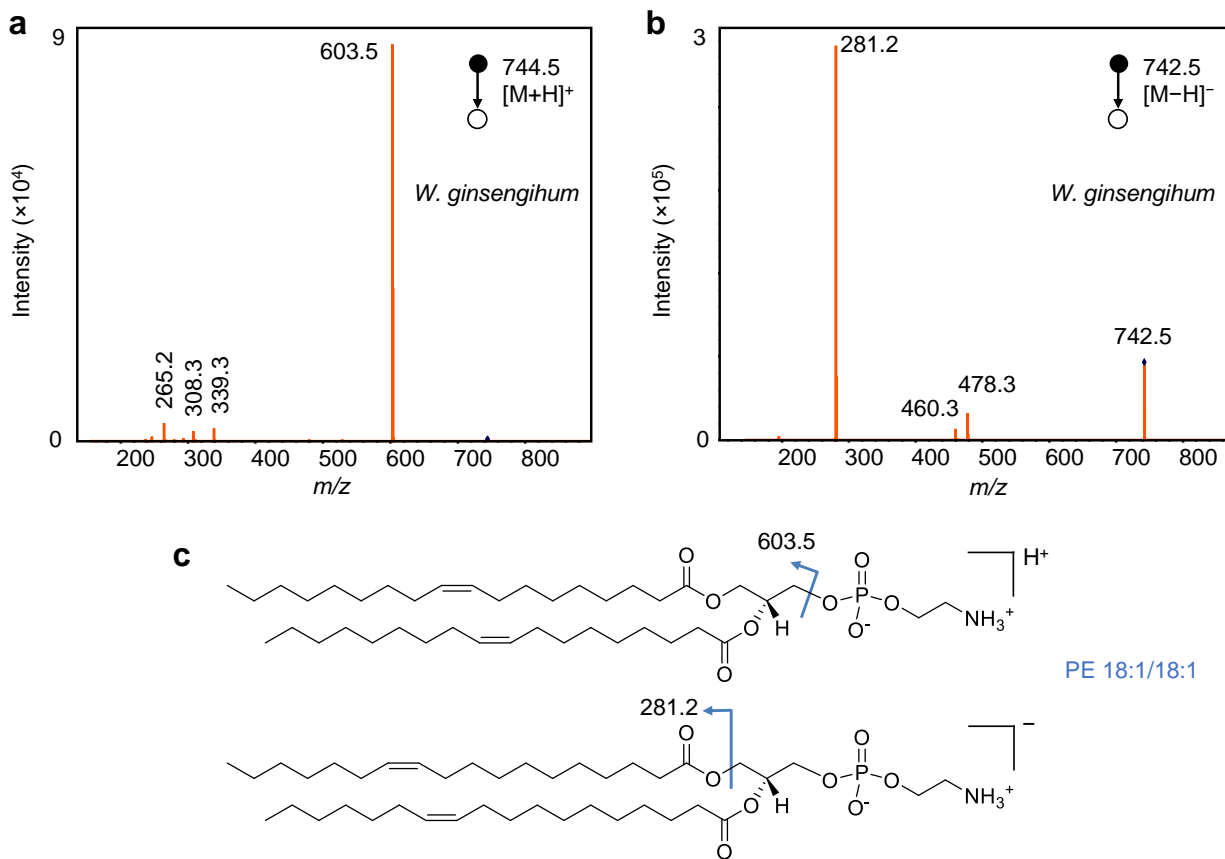 a
9
603.5
744.5
[M+H]⁺
W. ginsengihum
Intensity (×10⁴)
265.2
308.3
339.3
0
200 300 400 500 600 700 800
m/z
b
3
281.2
742.5
[M−H]⁻
W. ginsengihum
Intensity (×10⁵)
742.5
478.3
460.3
0
200 300 400 500 600 700 800
m/z
c
603.5
O
O
O
O
H
O
P
O⁻
O
NH₃⁺
H⁺
PE 18:1/18:1
281.2
O
O
O
O
H
O
P
O⁻
O
O
NH₃⁺
−